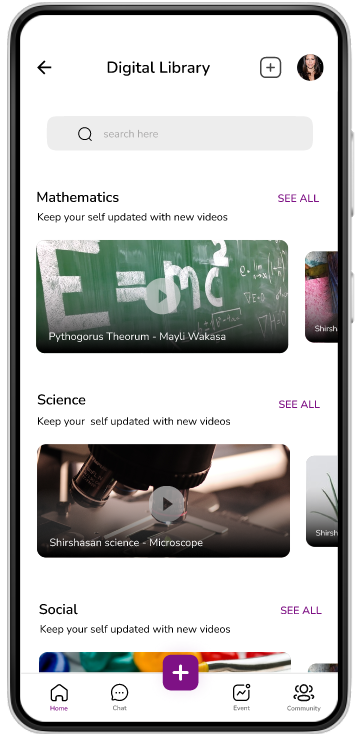 Digital Library
search here
Mathematics
SEE ALL
Keep your self updated with new videos
E=mc²
Pythogorus Theorum - Mayli Wakasa
Shirsh
Science
SEE ALL
Keep your self updated with new videos
Shirshasan science - Microscope
Shirsh
Social
SEE ALL
Keep your self updated with new videos
Home
Chat
Event
Community